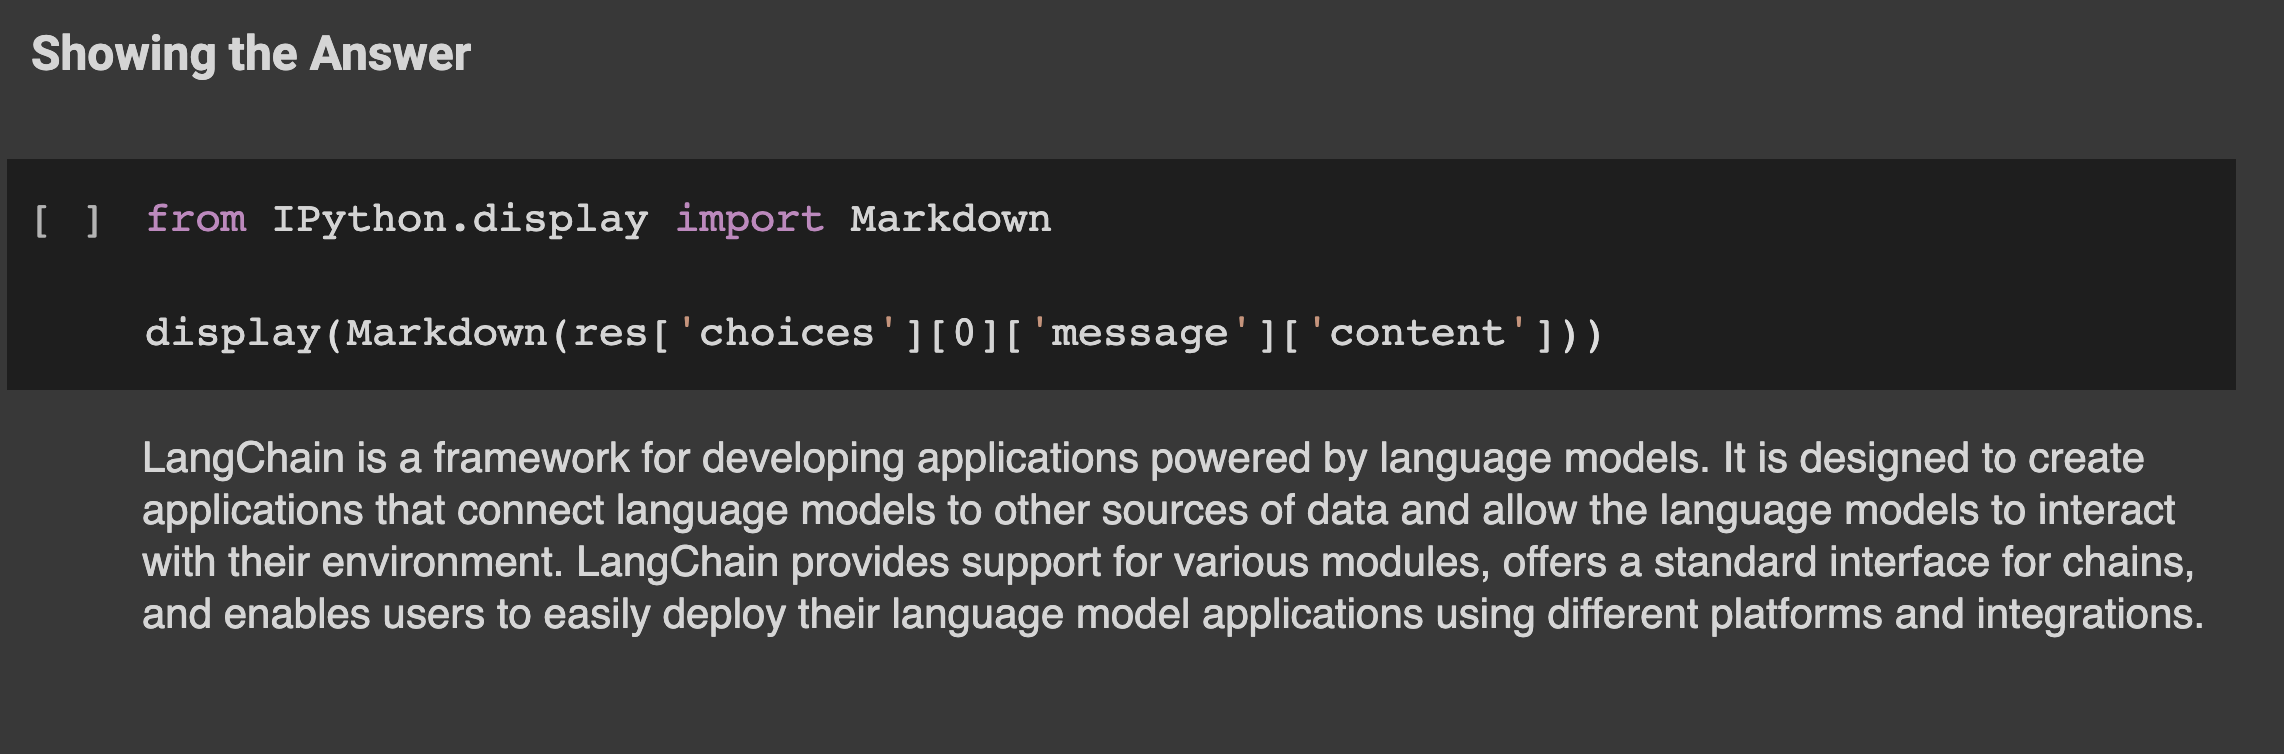 Showing the Answer
[ ] from IPython.display import Markdown
display(Markdown(res['choices'][0]['message']['content']))
LangChain is a framework for developing applications powered by language models. It is designed to create
applications that connect language models to other sources of data and allow the language models to interact
with their environment. LangChain provides support for various modules, offers a standard interface for chains,
and enables users to easily deploy their language model applications using different platforms and integrations.